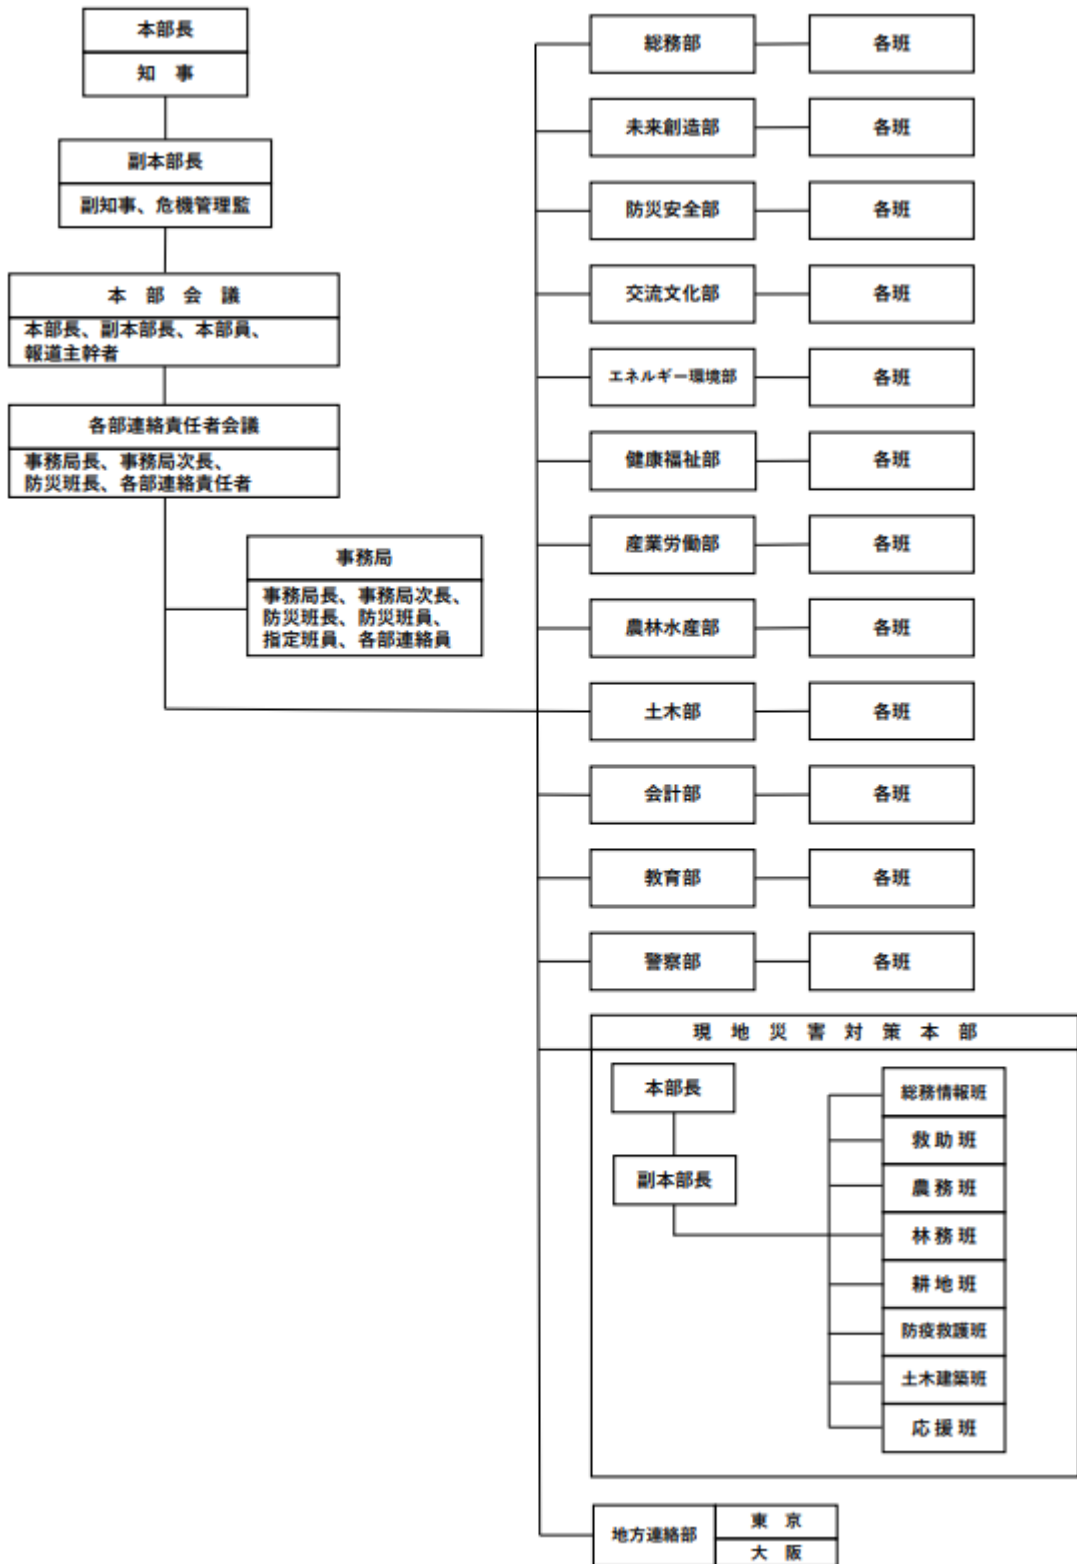 本部長
知　事
副本部長
副知事、危機管理監
本　部　会　議
本部長、副本部長、本部員、
報道主幹者
各部連絡責任者会議
事務局長、事務局次長、
防災班長、各部連絡責任者
事務局
事務局長、事務局次長、
防災班長、防災班員、
指定班員、各部連絡員
総務部
各班
未来創造部
各班
防災安全部
各班
交流文化部
各班
エネルギー環境部
各班
健康福祉部
各班
産業労働部
各班
農林水産部
各班
土木部
各班
会計部
各班
教育部
各班
警察部
各班
現　地　災　害　対　策　本　部
本部長
副本部長
総務情報班
救 助 班
農 務 班
林 務 班
耕 地 班
防疫救護班
土木建築班
応 援 班
地方連絡部
東　京
大　阪